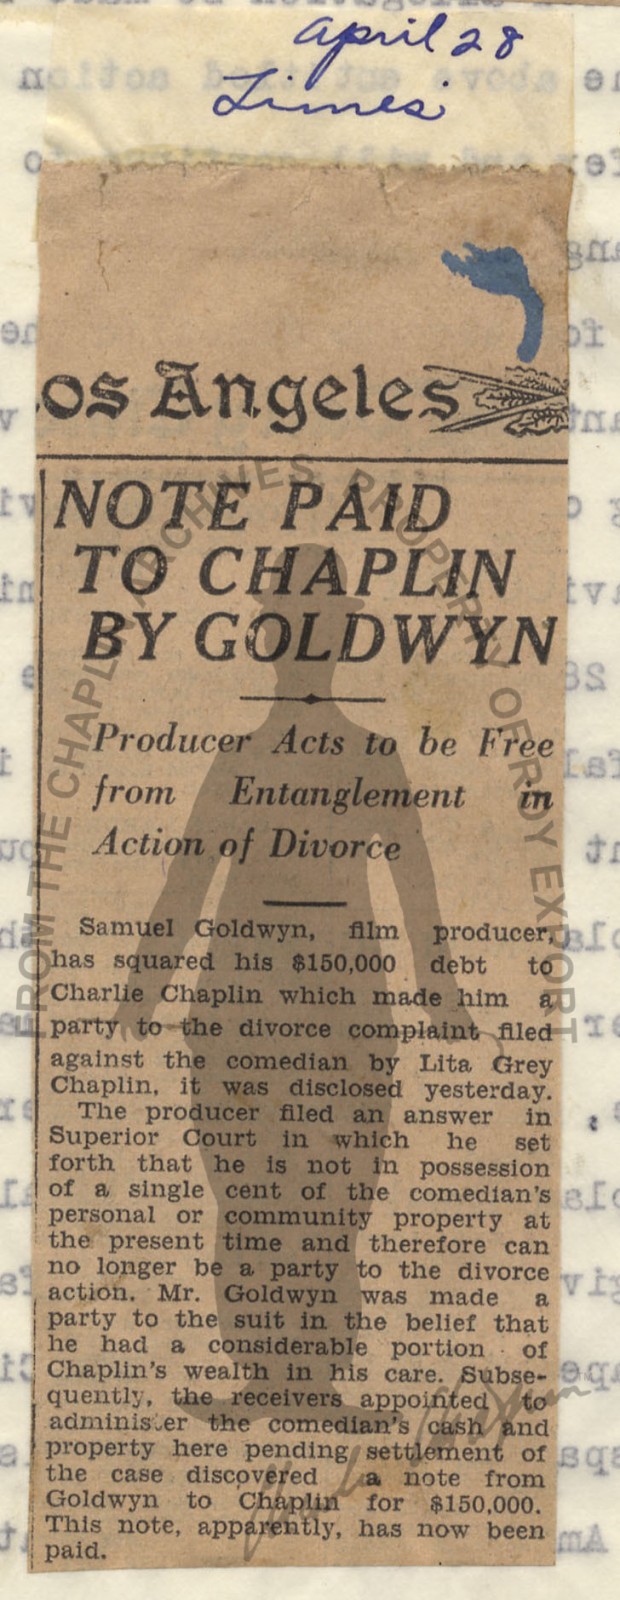 April 28
Times
os Angeles
NOTE PAID
TO CHAPLIN
BY GOLDWYN
Producer Acts to be Free
from Entanglement in
Action of Divorce
Samuel Goldwyn, film producer,
has squared his $150,000 debt to
Charlie Chaplin which made him a
party to the divorce complaint filed
against the comedian by Lita Grey
Chaplin, it was disclosed yesterday.
The producer filed an answer in
Superior Court in which he set
forth that he is not in possession
of a single cent of the comedian's
personal or community property at
the present time and therefore can
no longer be a party to the divorce
action. Mr. Goldwyn was made a
party to the suit in the belief that
he had a considerable portion of
Chaplin's wealth in his care. Subse-
quently, the receivers appointed to
administer the comedian's cash and
property here pending settlement of
the case discovered a note from
Goldwyn to Chaplin for $150,000.
This note, apparently, has now been
paid.
FROM THE CHAPLIN ARCHIVES PROPERTY OF ROY EXPORT